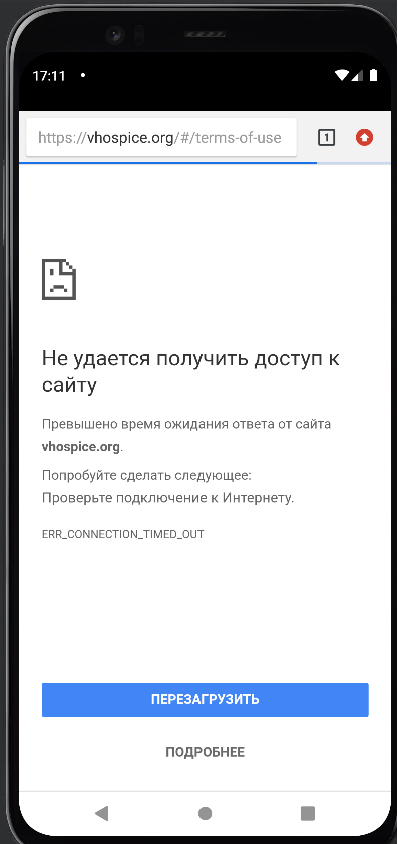 17:11
https://vhospice.org/#/terms-of-use
1
Не удается получить доступ к
сайту
Превышено время ожидания ответа от сайта
vhospice.org.
Попробуйте сделать следующее:
Проверьте подключение к Интернету.
ERR_CONNECTION_TIMED_OUT
ПЕРЕЗАГРУЗИТЬ
ПОДРОБНЕЕ